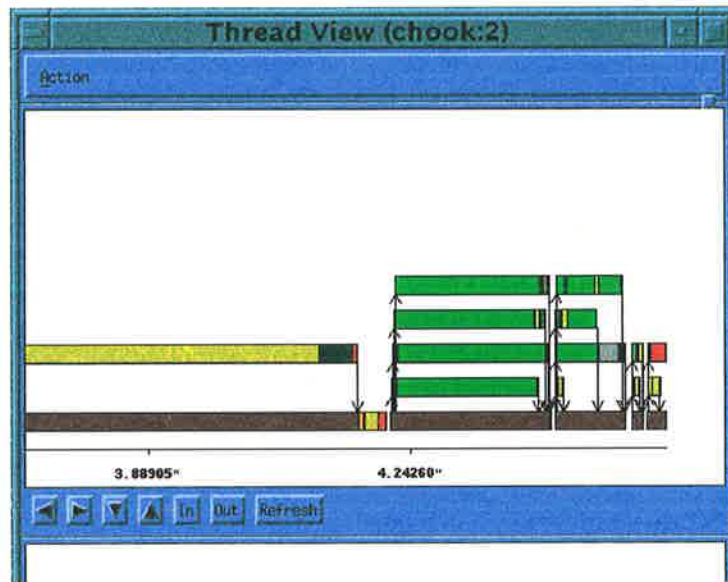 Thread View (chook:2)
Action
3.88905"
4.24260"
In Out Refresh